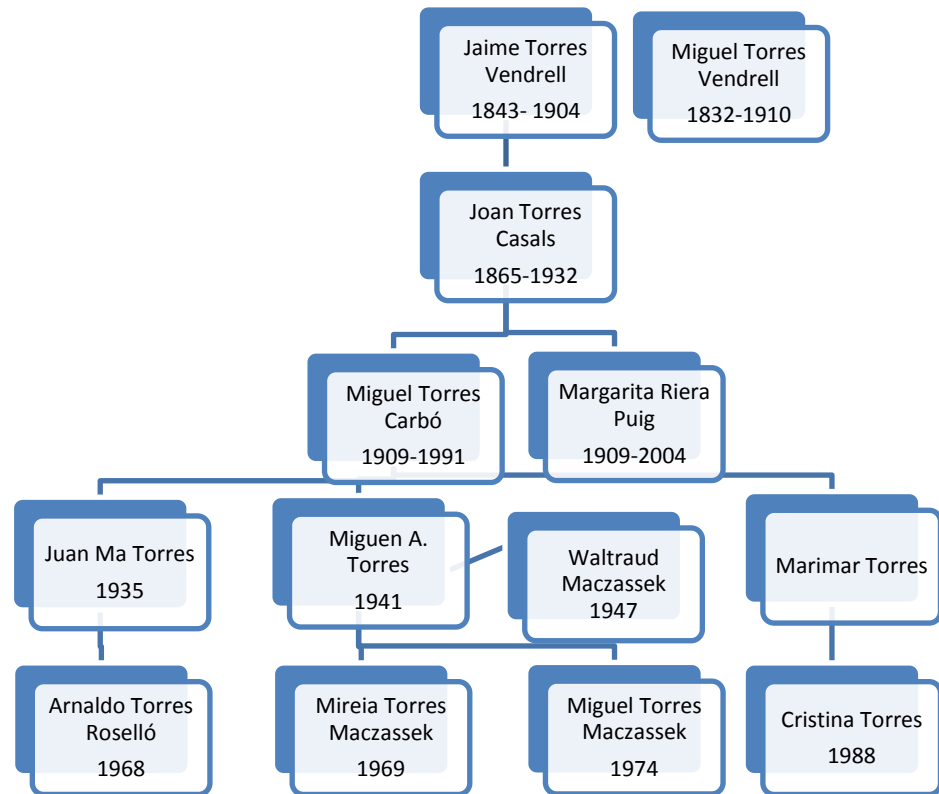 Jaime Torres
Vendrell
1843- 1904
Miguel Torres
Vendrell
1832-1910
Joan Torres
Casals
1865-1932
Miguel Torres
Carbó
1909-1991
Margarita Riera
Puig
1909-2004
Juan Ma Torres
1935
Miguen A.
Torres
1941
Waltraud
Maczassek
1947
Marimar Torres
Arnaldo Torres
Roselló
1968
Mireia Torres
Maczassek
1969
Miguel Torres
Maczassek
1974
Cristina Torres
1988